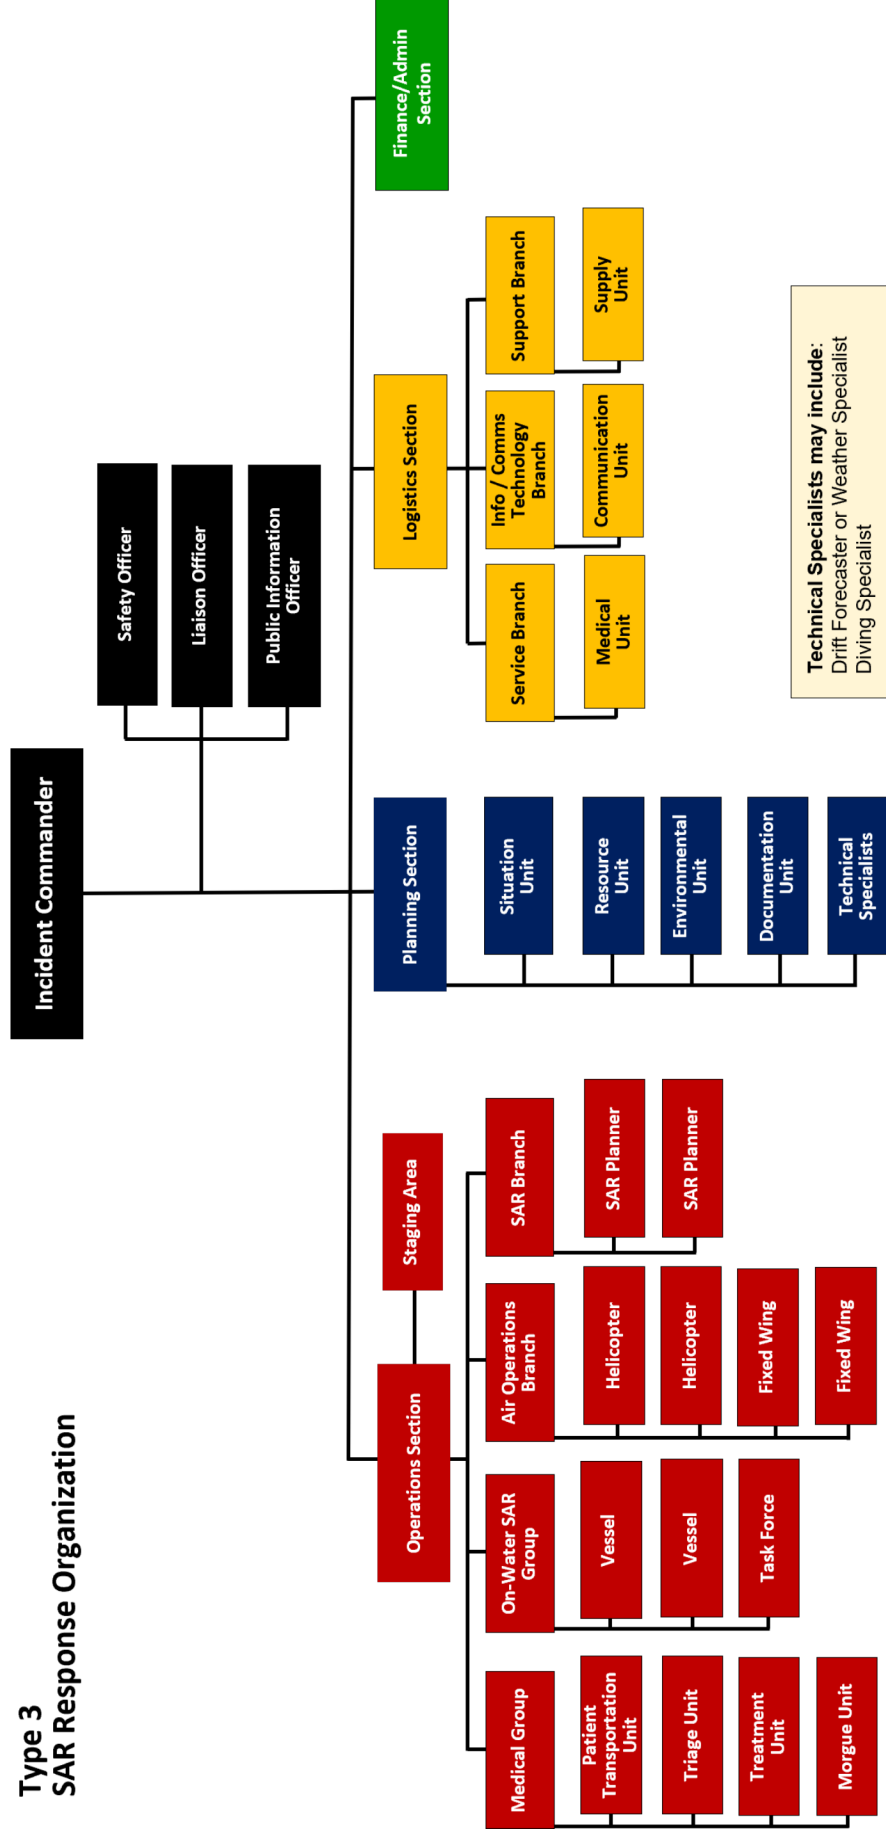 Type 3
SAR Response Organization
Incident Commander
Safety Officer
Liaison Officer
Public Information
Officer
Operations Section
Staging Area
Planning Section
Logistics Section
Finance/Admin
Section
Medical Group
Patient
Transportation
Unit
Triage Unit
Treatment
Unit
Morgue Unit
On-Water SAR
Group
Vessel
Vessel
Task Force
Air Operations
Branch
Helicopter
Helicopter
Fixed Wing
Fixed Wing
SAR Branch
SAR Planner
SAR Planner
Situation
Unit
Resource
Unit
Environmental
Unit
Documentation
Unit
Technical
Specialists
Service Branch
Medical
Unit
Info / Comms
Technology
Branch
Communication
Unit
Support Branch
Supply
Unit
Technical Specialists may include:
Drift Forecaster or Weather Specialist
Diving Specialist